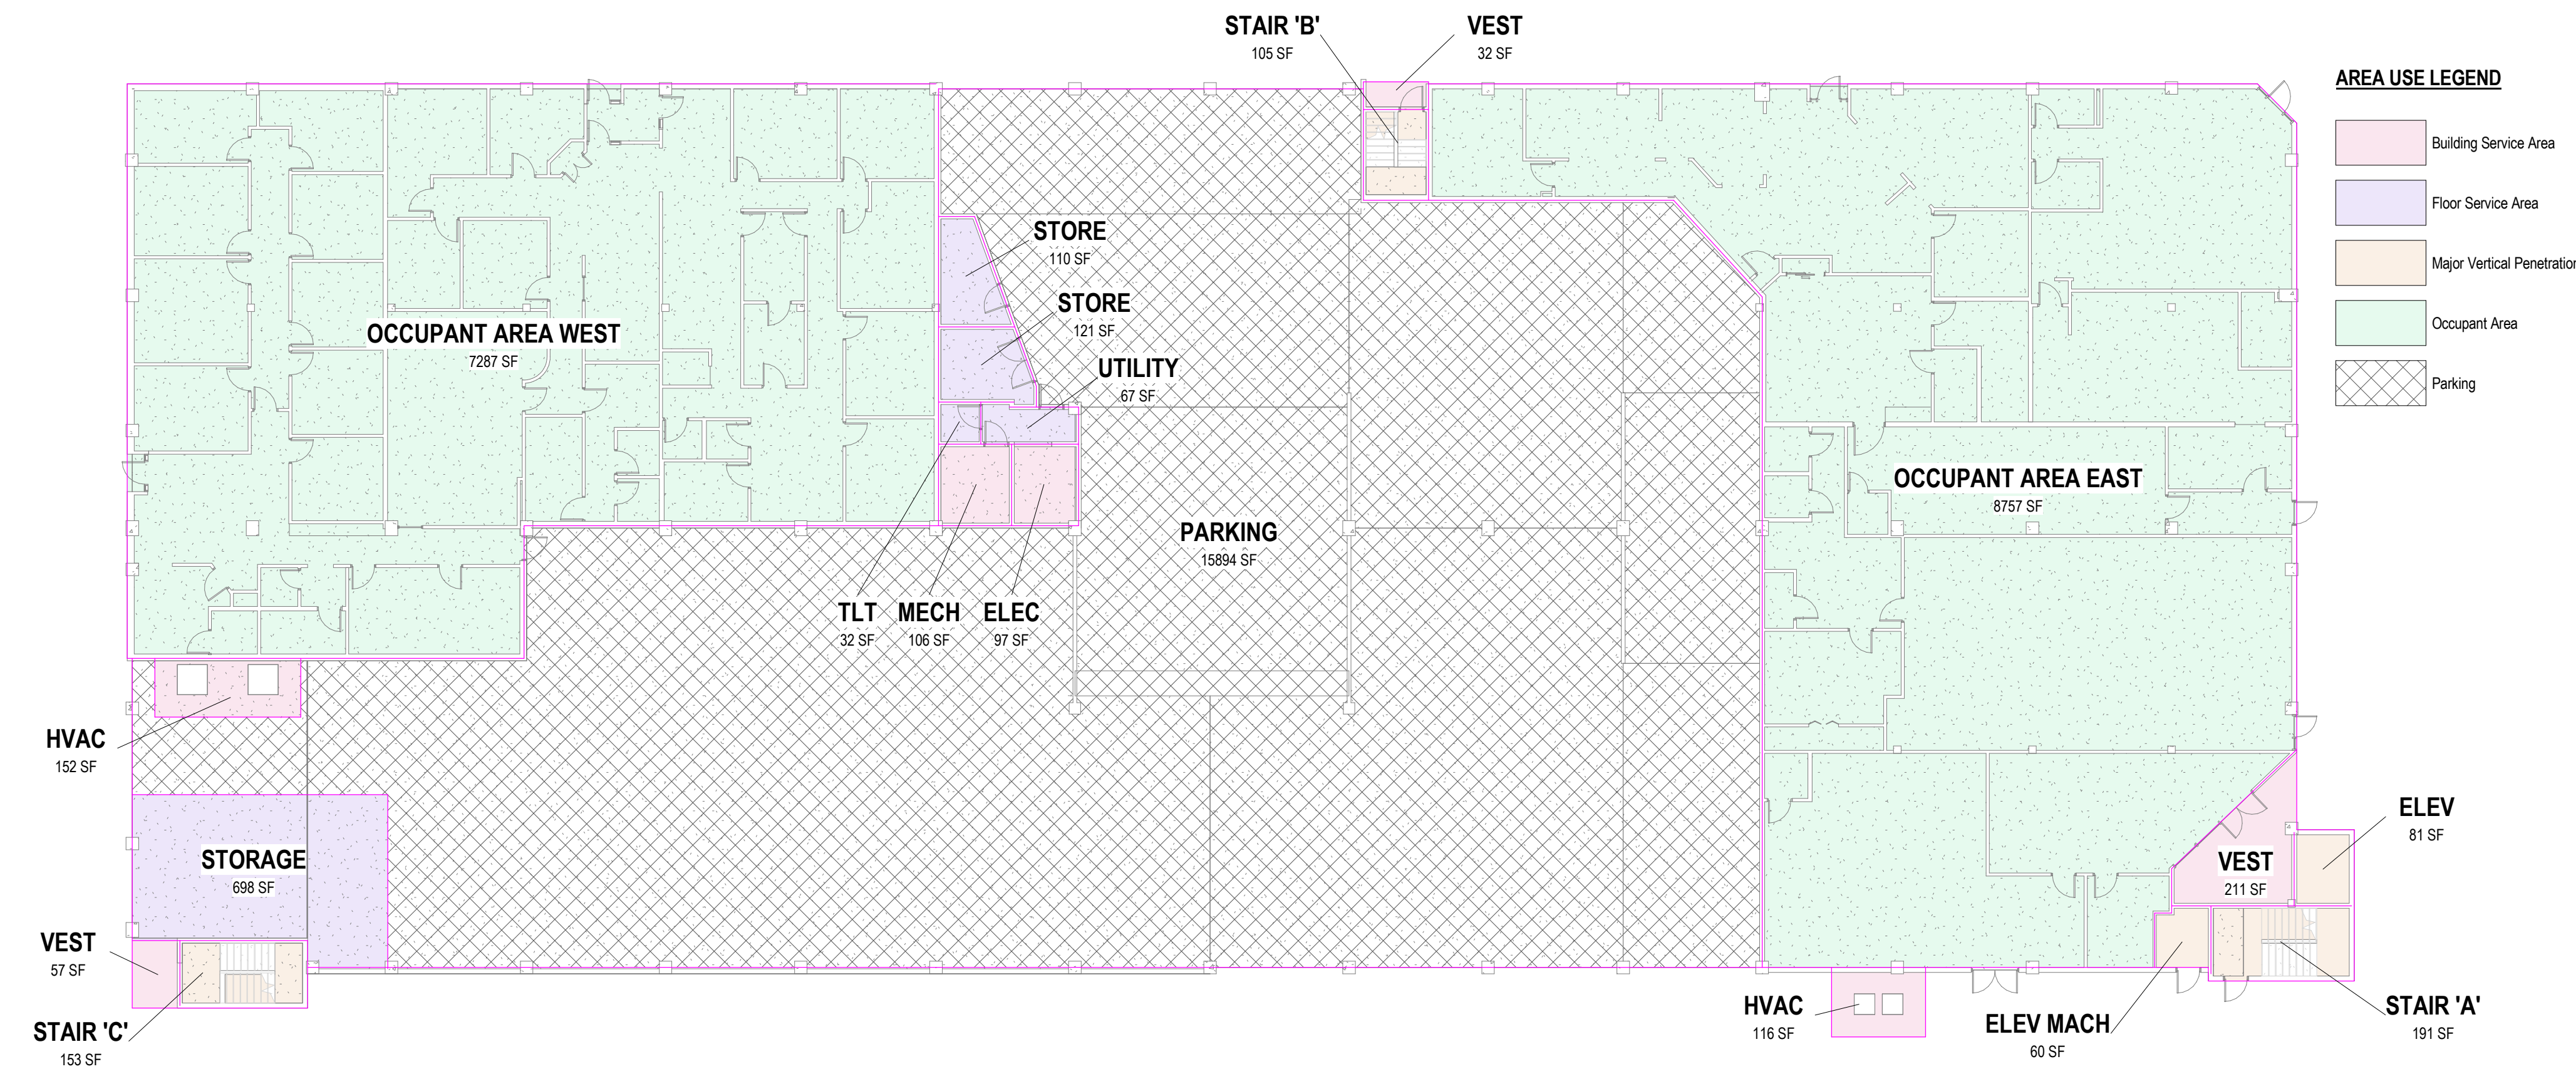 STAIR 'B'
105 SF
VEST
32 SF
AREA USE LEGEND
Building Service Area
Floor Service Area
Major Vertical Penetration
Occupant Area
Parking
STORE
110 SF
STORE
121 SF
UTILITY
67 SF
OCCUPANT AREA WEST
7287 SF
OCCUPANT AREA EAST
8757 SF
PARKING
15894 SF
TLT
32 SF
MECH
106 SF
ELEC
97 SF
HVAC
152 SF
STORAGE
698 SF
VEST
57 SF
STAIR 'C'
153 SF
ELEV
81 SF
VEST
211 SF
HVAC
116 SF
ELEV MACH
60 SF
STAIR 'A'
191 SF